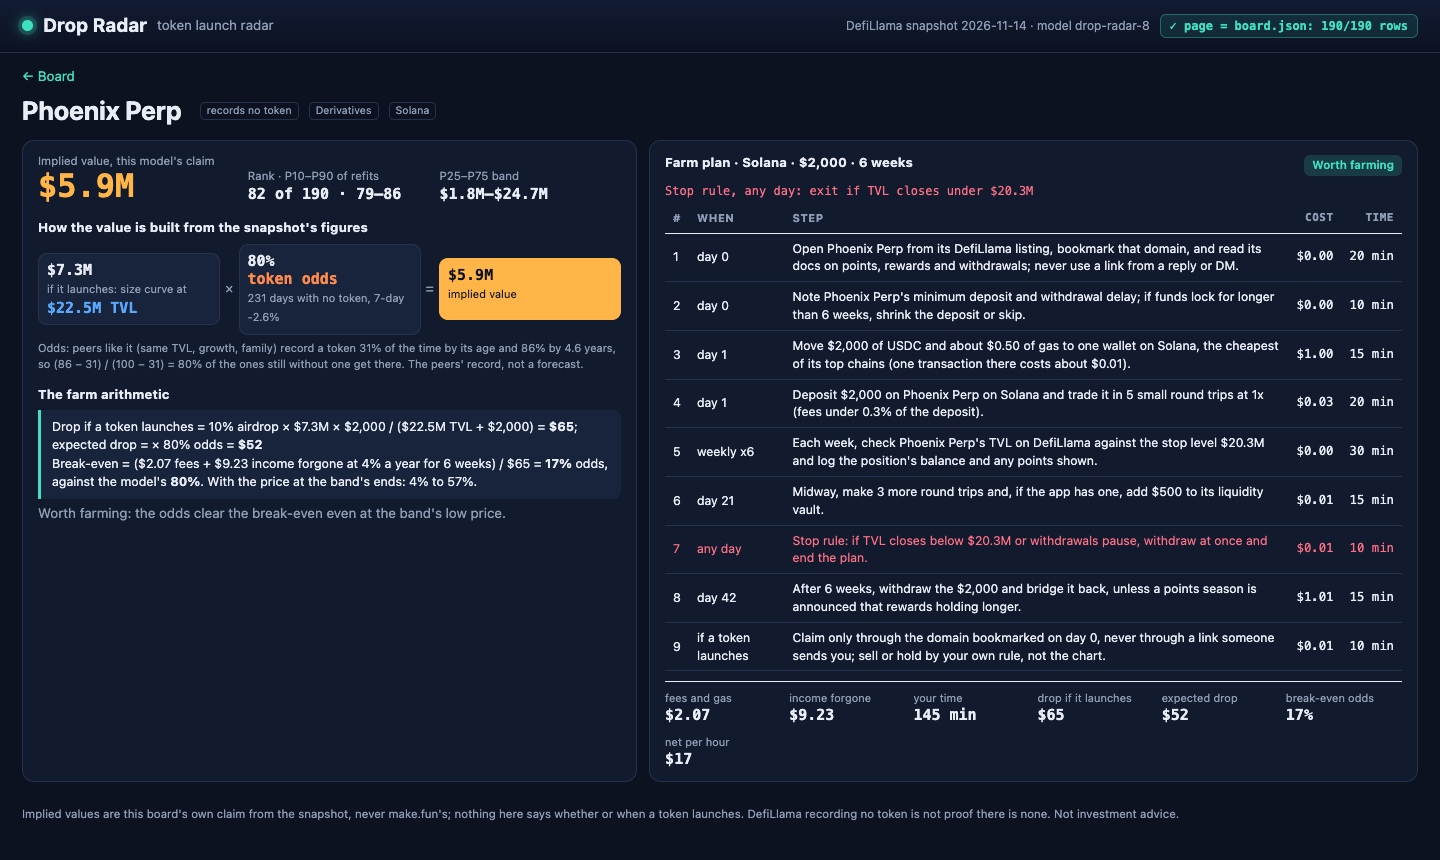 Drop Radar token launch radar
DefiLlama snapshot 2026-11-14 · model drop-radar-8
✓ page = board.json: 190/190 rows
← Board
Phoenix Perp
records no token
Derivatives
Solana
Implied value, this model's claim
$5.9M
Rank · P10–P90 of refits
82 of 190 · 79–86
P25–P75 band
$1.8M–$24.7M
How the value is built from the snapshot's figures
$7.3M
if it launches: size curve at
$22.5M TVL
×
80%
token odds
231 days with no token, 7-day
-2.6%
=
$5.9M
implied value
Odds: peers like it (same TVL, growth, family) record a token 31% of the time by its age and 86% by 4.6 years,
so (86 − 31) / (100 − 31) = 80% of the ones still without one get there. The peers' record, not a forecast.
The farm arithmetic
Drop if a token launches = 10% airdrop × $7.3M × $2,000 / ($22.5M TVL + $2,000) = $65;
expected drop = × 80% odds = $52
Break-even = ($2.07 fees + $9.23 income forgone at 4% a year for 6 weeks) / $65 = 17% odds,
against the model's 80%. With the price at the band's ends: 4% to 57%.
Worth farming: the odds clear the break-even even at the band's low price.
Farm plan · Solana · $2,000 · 6 weeks
Worth farming
Stop rule, any day: exit if TVL closes under $20.3M
# WHEN STEP COST TIME
1 day 0 Open Phoenix Perp from its DefiLlama listing, bookmark that domain, and read its $0.00 20 min
docs on points, rewards and withdrawals; never use a link from a reply or DM.
2 day 0 Note Phoenix Perp's minimum deposit and withdrawal delay; if funds lock for longer $0.00 10 min
than 6 weeks, shrink the deposit or skip.
3 day 1 Move $2,000 of USDC and about $0.50 of gas to one wallet on Solana, the cheapest $1.00 15 min
of its top chains (one transaction there costs about $0.01).
4 day 1 Deposit $2,000 on Phoenix Perp on Solana and trade it in 5 small round trips at 1x $0.03 20 min
(fees under 0.3% of the deposit).
5 weekly x6 Each week, check Phoenix Perp's TVL on DefiLlama against the stop level $20.3M $0.00 30 min
and log the position's balance and any points shown.
6 day 21 Midway, make 3 more round trips and, if the app has one, add $500 to its liquidity $0.01 15 min
vault.
7 any day Stop rule: if TVL closes below $20.3M or withdrawals pause, withdraw at once and $0.01 10 min
end the plan.
8 day 42 After 6 weeks, withdraw the $2,000 and bridge it back, unless a points season is $1.01 15 min
announced that rewards holding longer.
9 if a token launches Claim only through the domain bookmarked on day 0, never through a link someone $0.01 10 min
sends you; sell or hold by your own rule, not the chart.
fees and gas
$2.07
income forgone
$9.23
your time
145 min
drop if it launches
$65
expected drop
$52
break-even odds
17%
net per hour
$17
Implied values are this board's own claim from the snapshot, never make.fun's; nothing here says whether or when a token launches. DefiLlama recording no token is not proof there is none. Not investment advice.